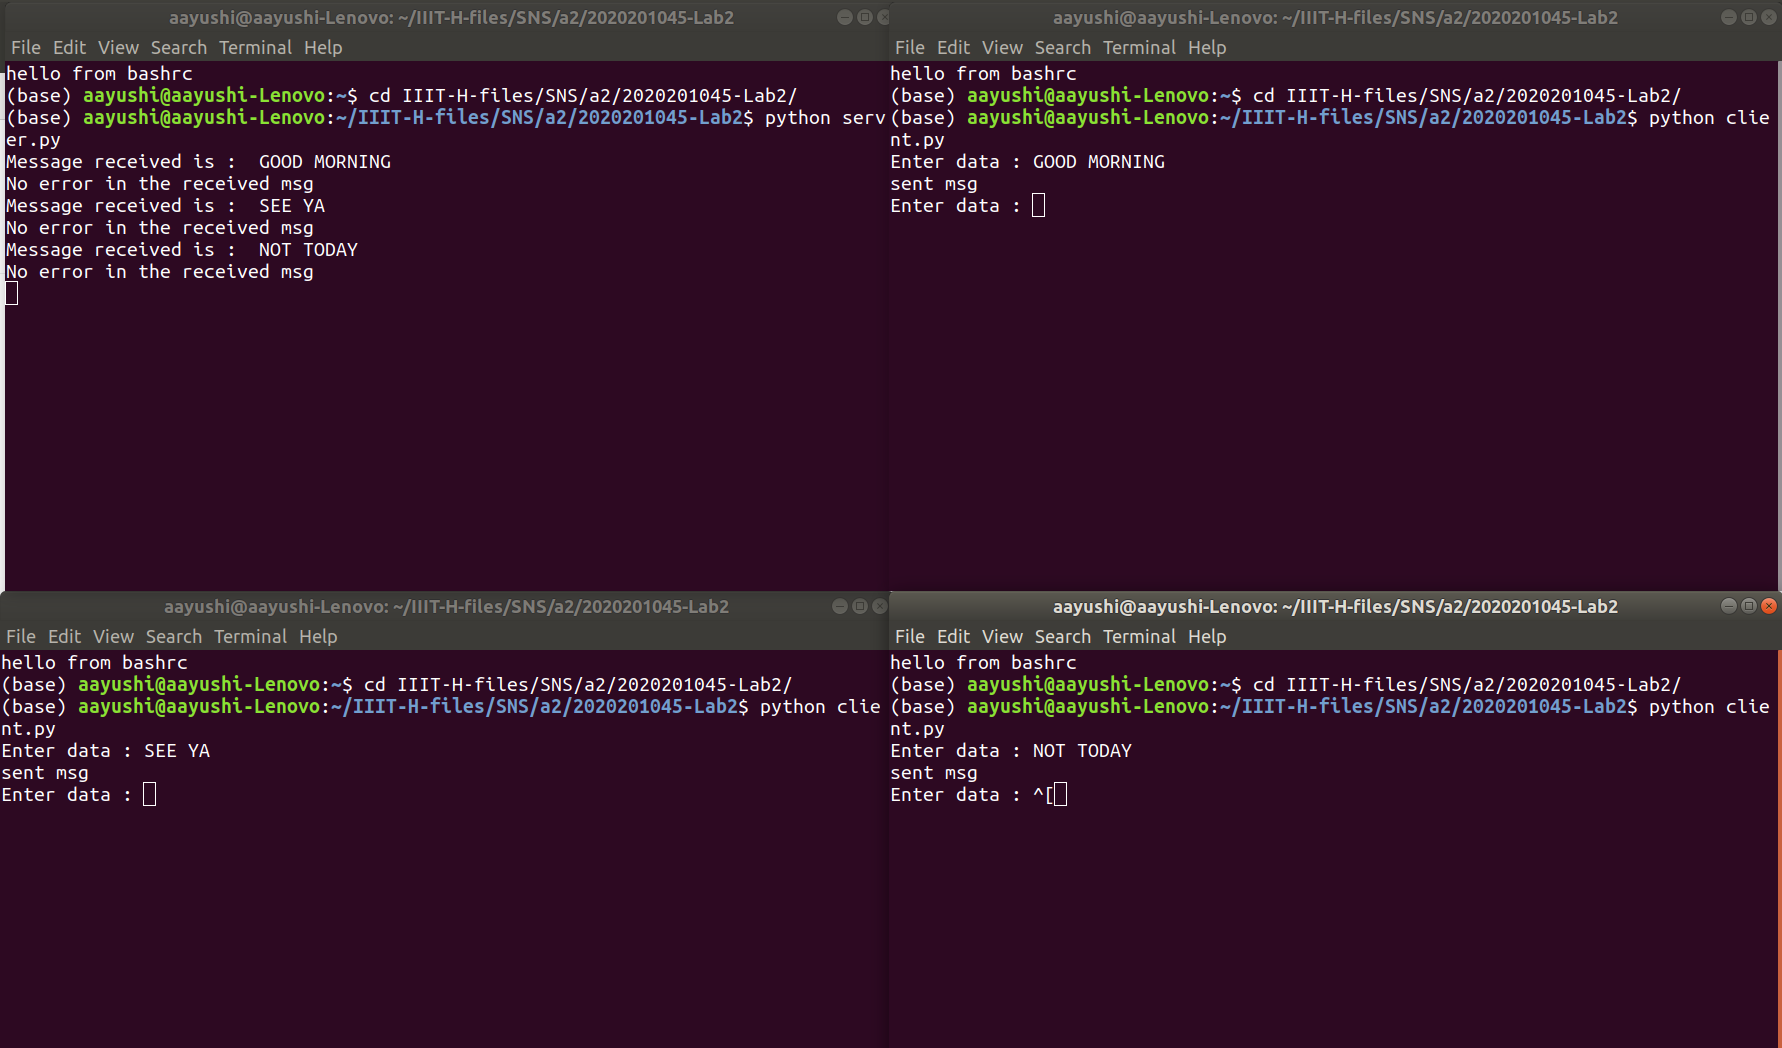 aayushi@aayushi-Lenovo: ~/IIIT-H-files/SNS/a2/2020201045-Lab2
File Edit View Search Terminal Help
hello from bashrc
(base) aayushi@aayushi-Lenovo:~$ cd IIIT-H-files/SNS/a2/2020201045-Lab2/
(base) aayushi@aayushi-Lenovo:~/IIIT-H-files/SNS/a2/2020201045-Lab2$ python serv
er.py
Message received is :  GOOD MORNING
No error in the received msg
Message received is :  SEE YA
No error in the received msg
Message received is :  NOT TODAY
No error in the received msg
aayushi@aayushi-Lenovo: ~/IIIT-H-files/SNS/a2/2020201045-Lab2
File Edit View Search Terminal Help
hello from bashrc
(base) aayushi@aayushi-Lenovo:~$ cd IIIT-H-files/SNS/a2/2020201045-Lab2/
(base) aayushi@aayushi-Lenovo:~/IIIT-H-files/SNS/a2/2020201045-Lab2$ python clie
nt.py
Enter data : GOOD MORNING
sent msg
Enter data :
aayushi@aayushi-Lenovo: ~/IIIT-H-files/SNS/a2/2020201045-Lab2
File Edit View Search Terminal Help
hello from bashrc
(base) aayushi@aayushi-Lenovo:~$ cd IIIT-H-files/SNS/a2/2020201045-Lab2/
(base) aayushi@aayushi-Lenovo:~/IIIT-H-files/SNS/a2/2020201045-Lab2$ python clie
nt.py
Enter data : SEE YA
sent msg
Enter data :
aayushi@aayushi-Lenovo: ~/IIIT-H-files/SNS/a2/2020201045-Lab2
File Edit View Search Terminal Help
hello from bashrc
(base) aayushi@aayushi-Lenovo:~$ cd IIIT-H-files/SNS/a2/2020201045-Lab2/
(base) aayushi@aayushi-Lenovo:~/IIIT-H-files/SNS/a2/2020201045-Lab2$ python clie
nt.py
Enter data : NOT TODAY
sent msg
Enter data : ^[